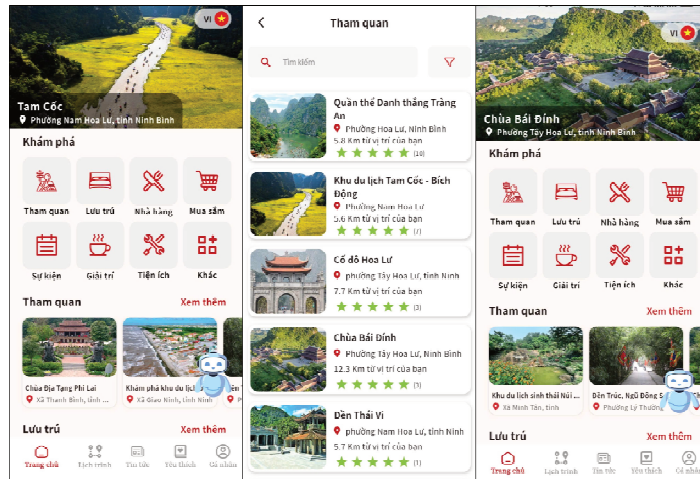 VI
Tam Cốc
Phường Nam Hoa Lư, tỉnh Ninh Bình
Khám phá
Tham quan
Lưu trú
Nhà hàng
Mua sắm
Sự kiện
Giải trí
Tiện ích
Khác
Tham quan
Xem thêm
Chùa Địa Tạng Phi Lai
Xã Thanh Bình, tỉnh ...
Khám phá khu du lịch
Xã Giao Ninh, tỉnh Ninh
Lưu trú
Xem thêm
Trang chủ
Lịch trình
Tin tức
Yêu thích
Cá nhân
Tham quan
Tìm kiếm
Quần thể Danh thắng Tràng
An
Phường Hoa Lư, Ninh Bình
5.8 Km từ vị trí của bạn
Khu du lịch Tam Cốc - Bích
Động
Phường Nam Hoa Lư
5.6 Km từ vị trí của bạn
(7)
Cố đô Hoa Lư
phường Tây Hoa Lư, tỉnh Ninh
7.7 Km từ vị trí của bạn
(3)
Chùa Bái Đính
Phường Tây Hoa Lư, Ninh Bình
12.3 Km từ vị trí của bạn
(3)
Đền Thái Vi
phường Nam Hoa Lư, tỉnh Ninh
5.7 Km từ vị trí của bạn
(1)
VI
Chùa Bái Đính
Phường Tây Hoa Lư, tỉnh Ninh Bình
Khám phá
Tham quan
Lưu trú
Nhà hàng
Mua sắm
Sự kiện
Giải trí
Tiện ích
Khác
Tham quan
Xem thêm
Khu du lịch sinh thái Núi ...
Xã Minh Tân, tỉnh
Đền Trúc, Ngũ Động S
Phường Lý Thường
Lưu trú
Xem thêm
Trang chủ
Lịch trình
Tin tức
Yêu thích
Cá nhân